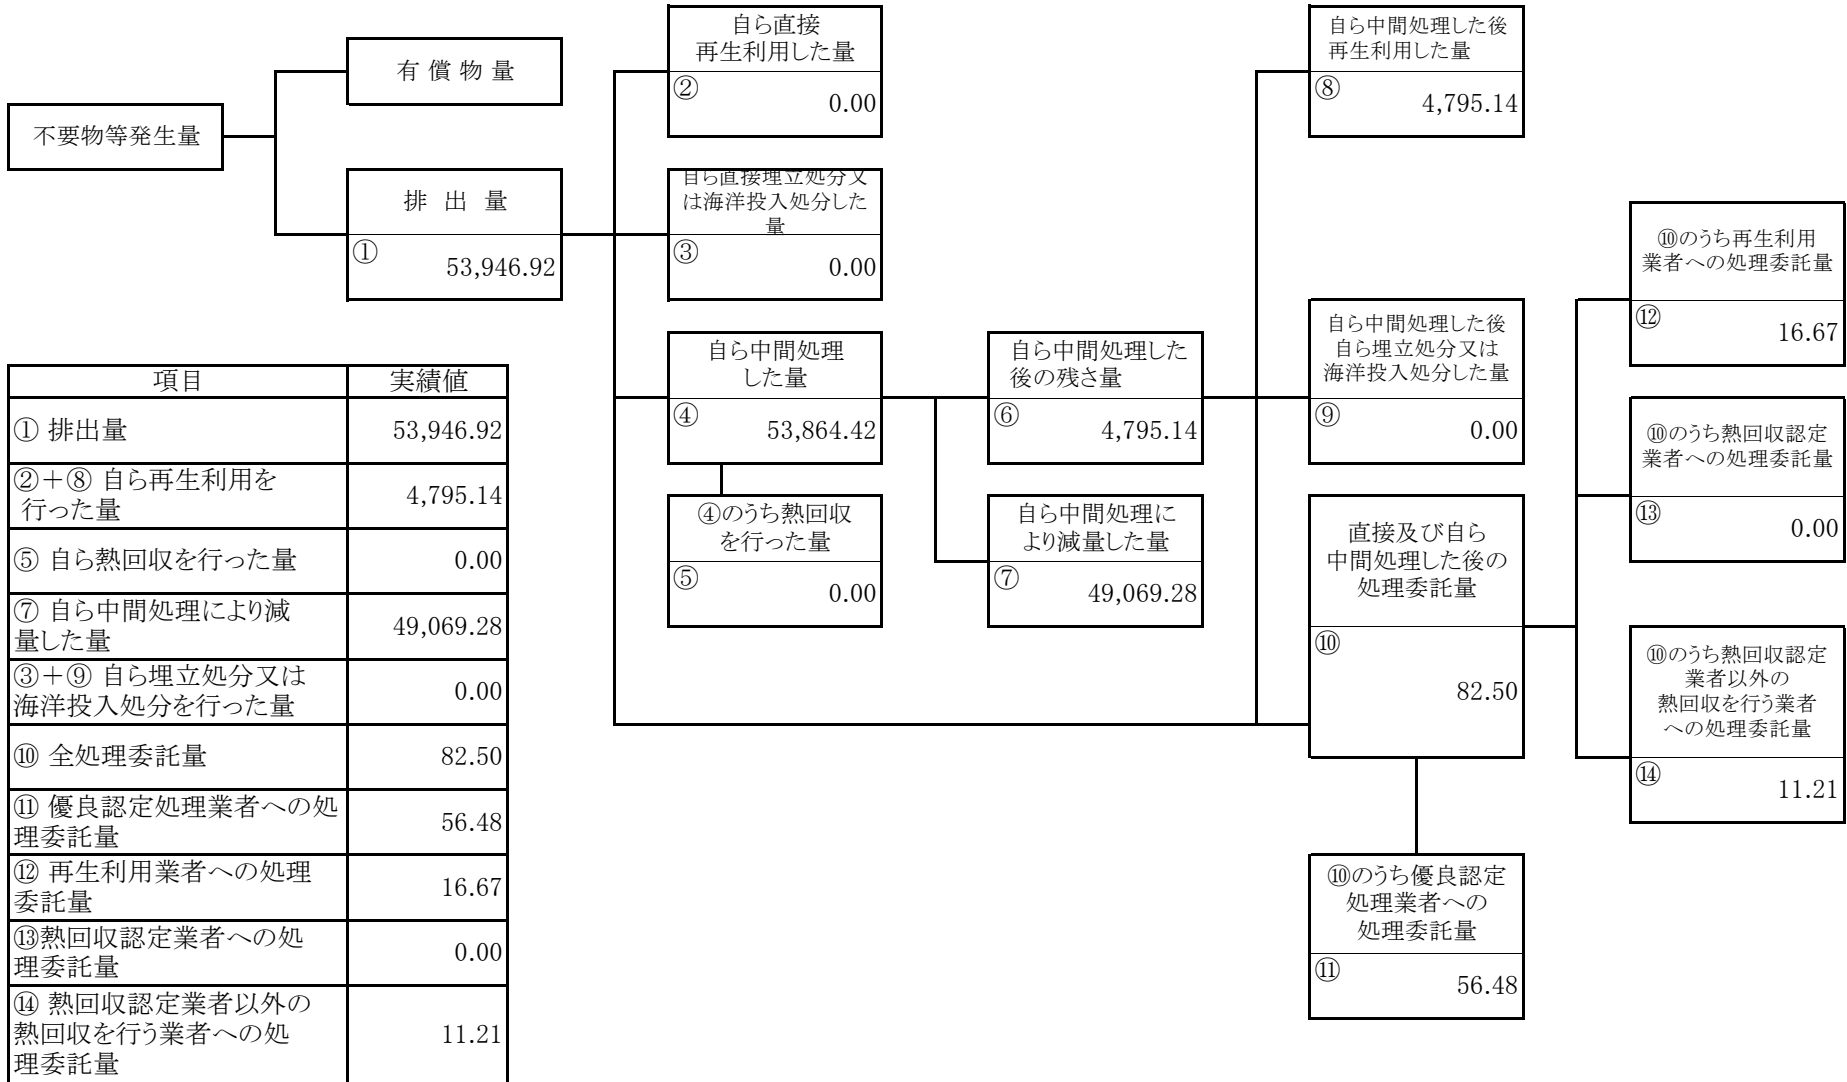 不要物等発生量
有 償 物 量
排 出 量
①
53,946.92
自ら直接
再生利用した量
②
0.00
自ら直接埋立処分又
は海洋投入処分した
量
③
0.00
自ら中間処理
した量
④
53,864.42
④のうち熱回収
を行った量
⑤
0.00
自ら中間処理した
後の残さ量
⑥
4,795.14
自ら中間処理に
より減量した量
⑦
49,069.28
自ら中間処理した後
再生利用した量
⑧
4,795.14
自ら中間処理した後
自ら埋立処分又は
海洋投入処分した量
⑨
0.00
直接及び自ら
中間処理した後の
処理委託量
⑩
82.50
⑩のうち優良認定
処理業者への
処理委託量
⑪
56.48
⑩のうち再生利用
業者への処理委託量
⑫
16.67
⑩のうち熱回収認定
業者への処理委託量
⑬
0.00
⑩のうち熱回収認定
業者以外の
熱回収を行う業者
への処理委託量
⑭
11.21
項目 実績値
① 排出量 53,946.92
②＋⑧ 自ら再生利用を
行った量 4,795.14
⑤ 自ら熱回収を行った量 0.00
⑦ 自ら中間処理により減
量した量 49,069.28
③＋⑨ 自ら埋立処分又は
海洋投入処分を行った量 0.00
⑩ 全処理委託量 82.50
⑪ 優良認定処理業者への処
理委託量 56.48
⑫ 再生利用業者への処理
委託量 16.67
⑬熱回収認定業者への処
理委託量 0.00
⑭ 熱回収認定業者以外の
熱回収を行う業者への処 11.21
理委託量